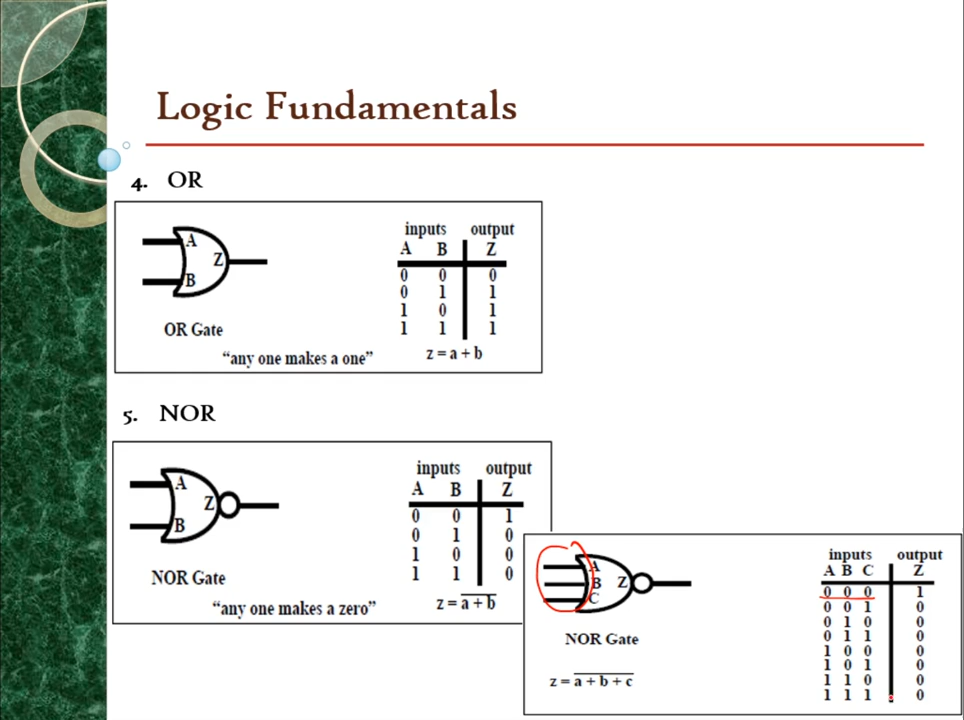 Logic Fundamentals
4. OR
A
Z
B
OR Gate
"any one makes a one"
inputs output
A B Z
0 0 0
0 1 1
1 0 1
1 1 1
z = a + b
5. NOR
A
Z
B
NOR Gate
"any one makes a zero"
inputs output
A B Z
0 0 1
0 1 0
1 0 0
1 1 0
z = a̅ ̅+̅ ̅b̅
A
B Z
C
NOR Gate
z = a̅ ̅+̅ ̅b̅ ̅+̅ ̅c̅
inputs output
A B C Z
0 0 0 1
0 0 1 0
0 1 0 0
0 1 1 0
1 0 0 0
1 0 1 0
1 1 0 0
1 1 1 0